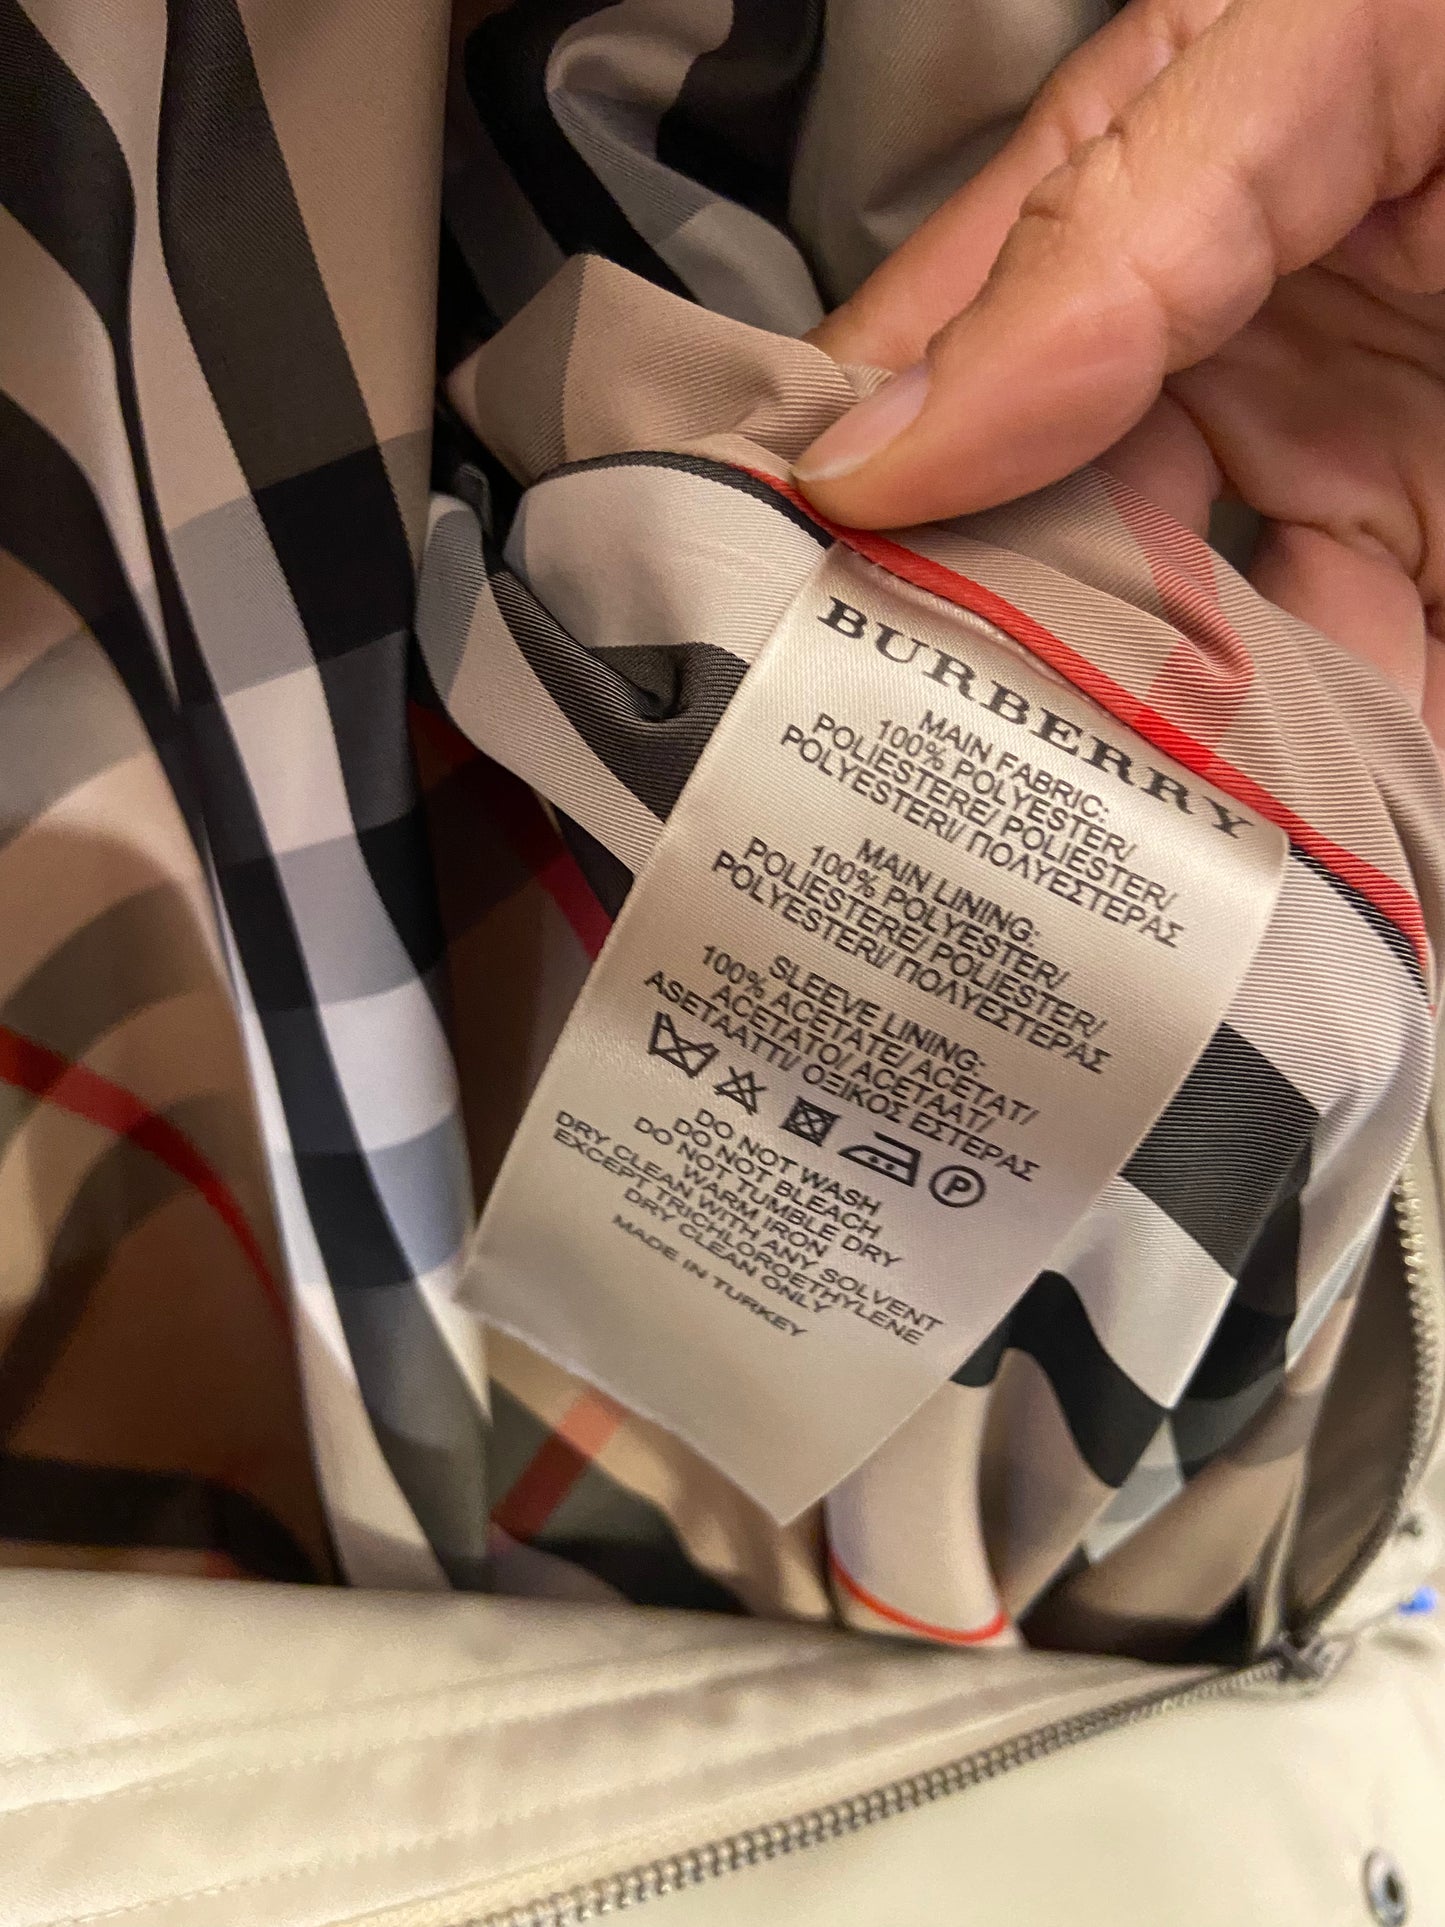 BURBERRY
MAIN FABRIC:
100% POLYESTER/
POLIESTERE/ POLIESTER/
POLYESTERI/ ΠΟΛΥΕΣΤΕΡΑΣ
MAIN LINING:
100% POLYESTER/
POLIESTERE/ POLIESTER/
POLYESTERI/ ΠΟΛΥΕΣΤΕΡΑΣ
SLEEVE LINING:
100% ACETATE/ ACETAT/
ACETATO/ ACETAAT/
ASETAATTI/ ΟΞΙΚΟΣ ΕΣΤΕΡΑΣ
P
DO NOT WASH
DO NOT BLEACH
DO NOT TUMBLE DRY
WARM IRON
DRY CLEAN WITH ANY SOLVENT
EXCEPT TRICHLOROETHYLENE
DRY CLEAN ONLY
MADE IN TURKEY